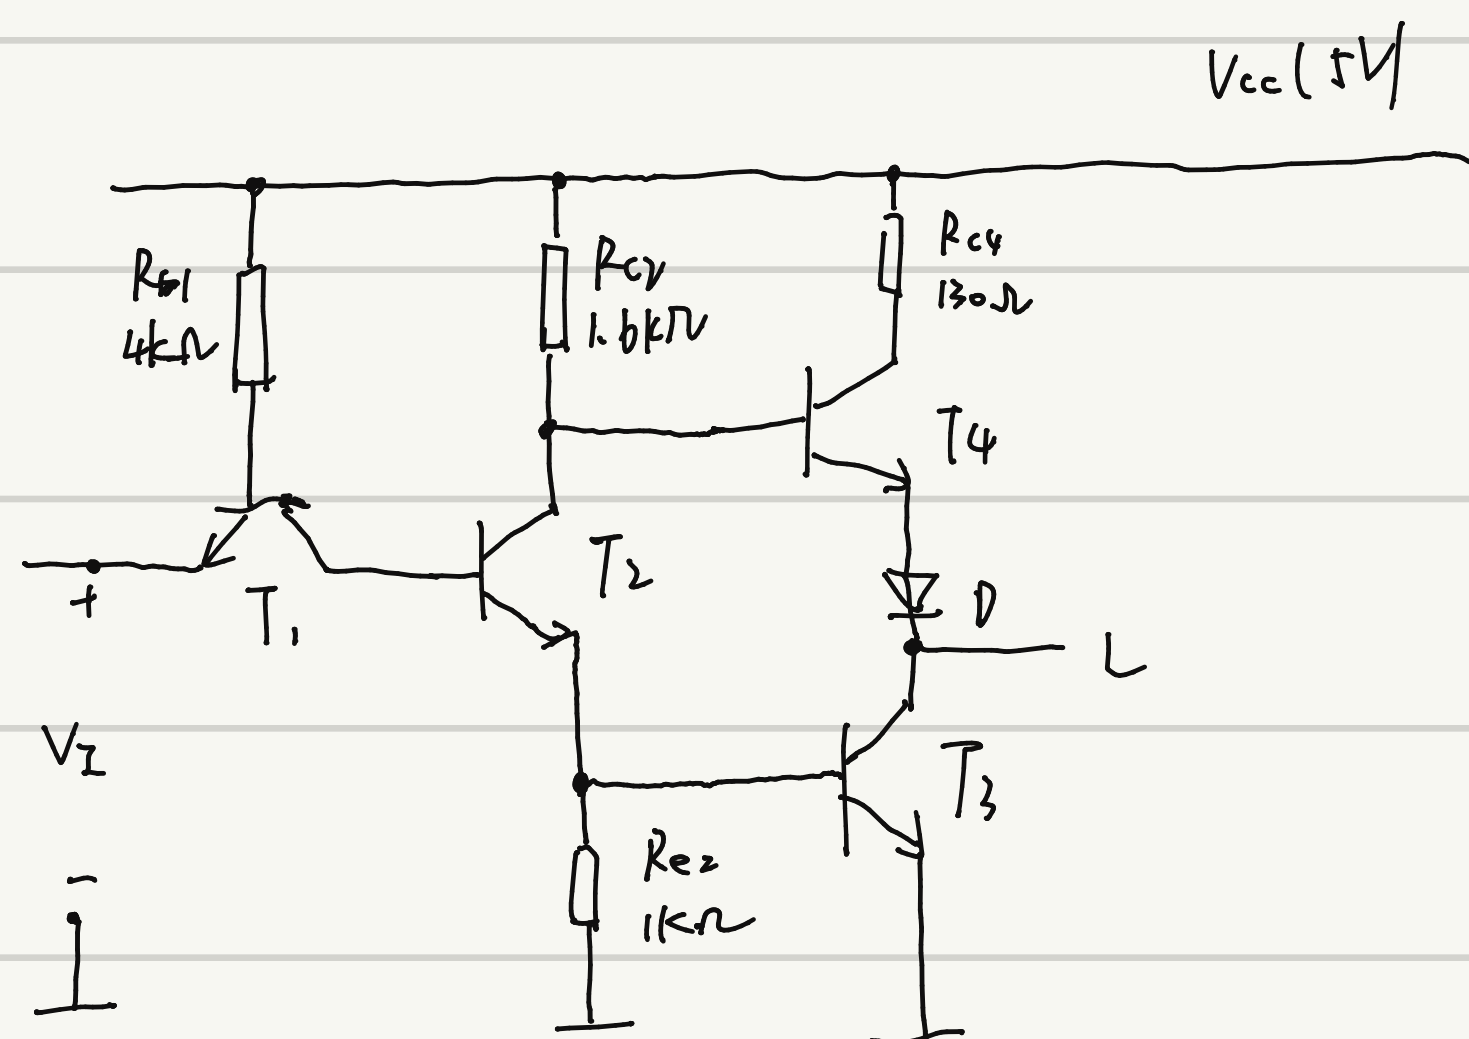 Vcc(5V)
Rb1
4kΩ
Rc2
1.6kΩ
Rc4
130Ω
T4
T2
+
T1
D
L
VI
T3
-
Re2
1kΩ